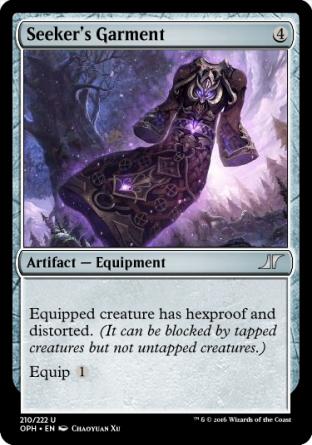 Seeker's Garment 4
Artifact — Equipment
Equipped creature has hexproof and
distorted. (It can be blocked by tapped
creatures but not untapped creatures.)
Equip 1
210/222 U
OPH • EN CHAOYUAN XU
™ & © 2016 Wizards of the Coast